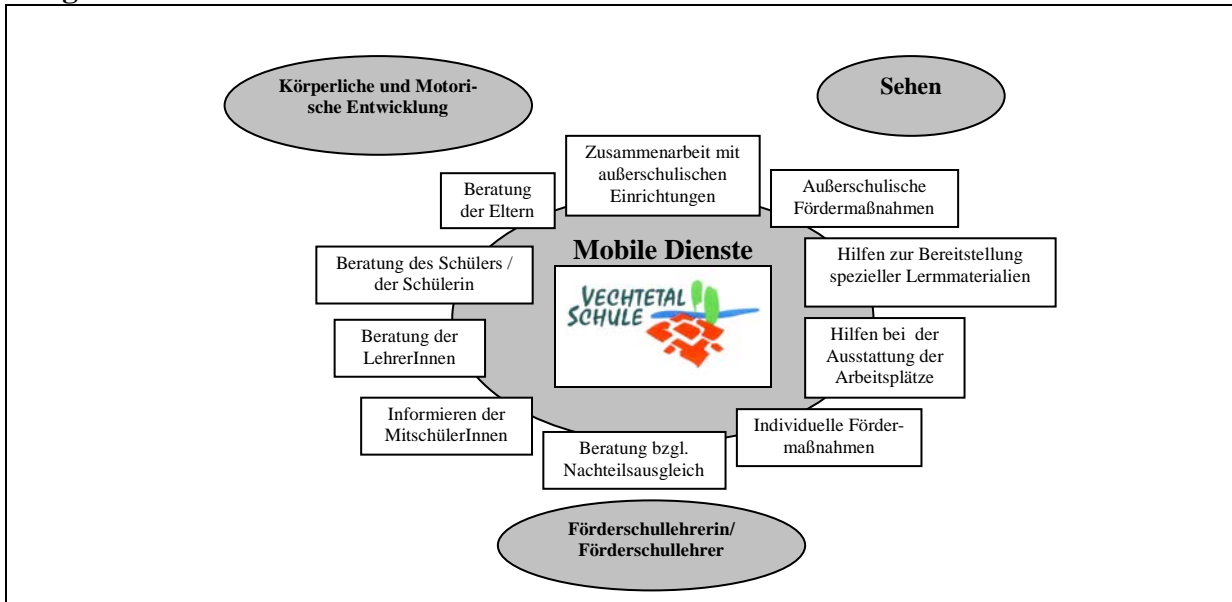 Körperliche und Motori-
sche Entwicklung
Sehen
Zusammenarbeit mit
außerschulischen
Einrichtungen
Beratung
der Eltern
Außerschulische
Fördermaßnahmen
Mobile Dienste
Beratung des Schülers /
der Schülerin
Hilfen zur Bereitstellung
spezieller Lermmaterialien
VECHTETAL
SCHULE
Beratung der
LehrerInnen
Hilfen bei der
Ausstattung der
Arbeitsplätze
Informieren der
MitschülerInnen
Individuelle Förder-
maßnahmen
Beratung bzgl.
Nachteilsausgleich
Förderschullehrerin/
Förderschullehrer